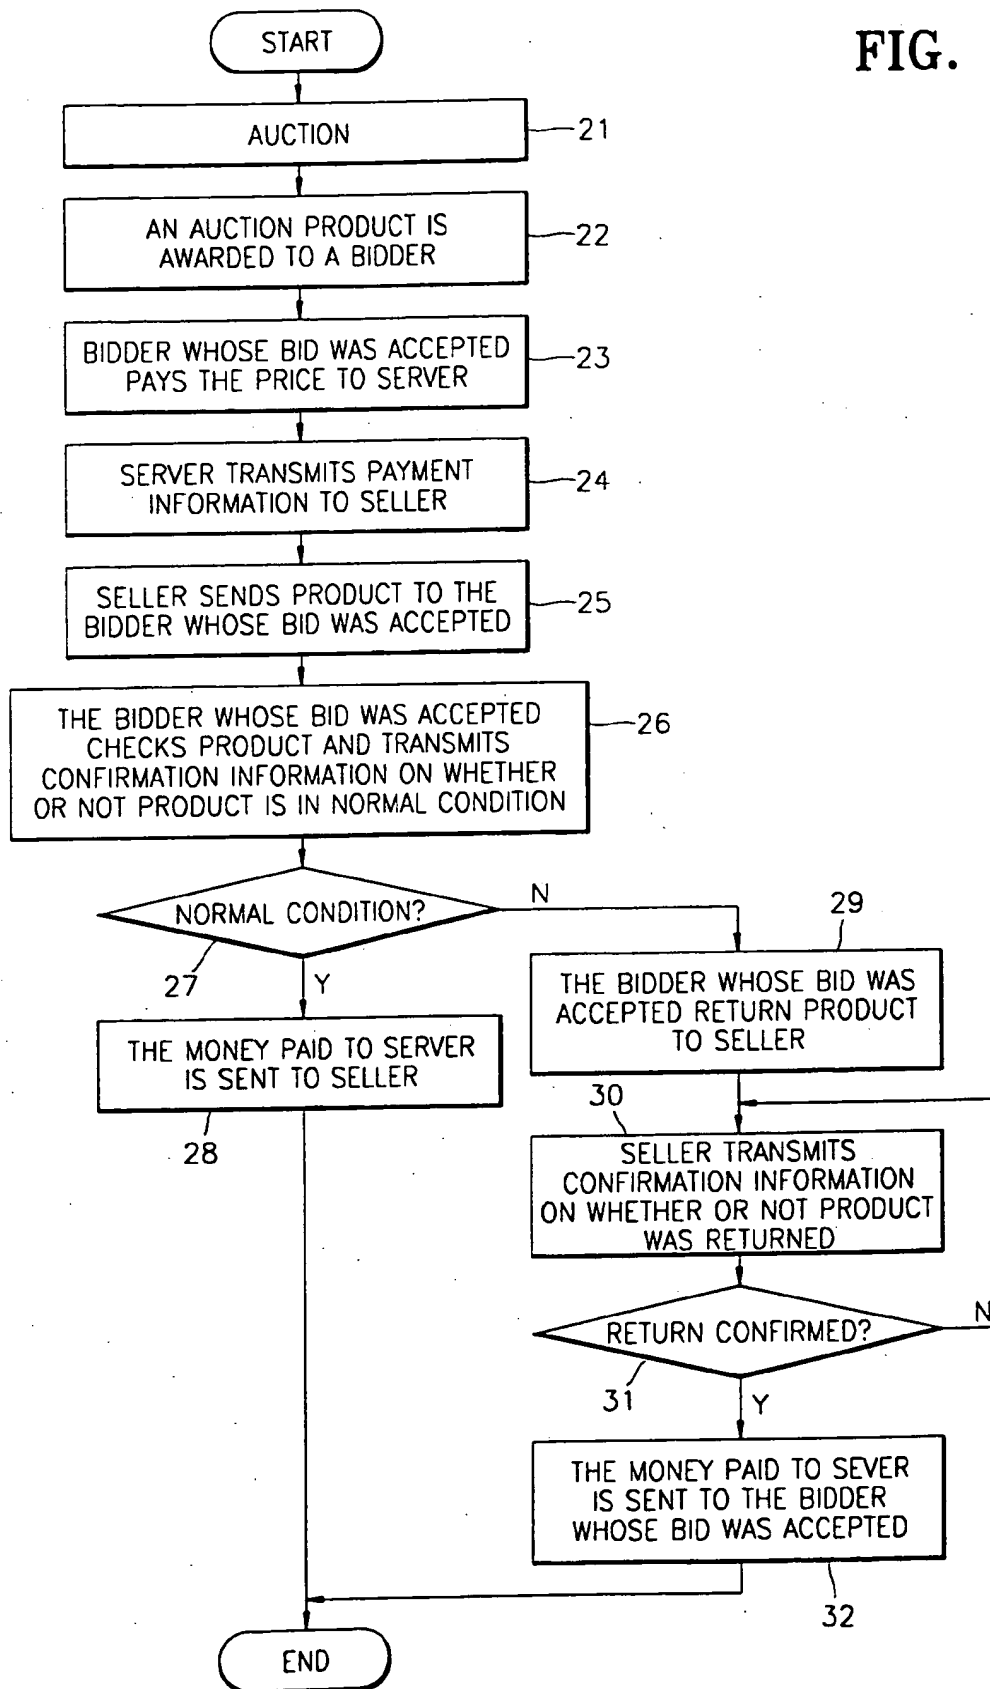 START
FIG.
AUCTION
21
AN AUCTION PRODUCT IS
AWARDED TO A BIDDER
22
BIDDER WHOSE BID WAS ACCEPTED
PAYS THE PRICE TO SERVER
23
SERVER TRANSMITS PAYMENT
INFORMATION TO SELLER
24
SELLER SENDS PRODUCT TO THE
BIDDER WHOSE BID WAS ACCEPTED
25
THE BIDDER WHOSE BID WAS ACCEPTED
CHECKS PRODUCT AND TRANSMITS
CONFIRMATION INFORMATION ON WHETHER
OR NOT PRODUCT IS IN NORMAL CONDITION
26
NORMAL CONDITION?
N
27
Y
THE MONEY PAID TO SERVER
IS SENT TO SELLER
28
29
THE BIDDER WHOSE BID WAS
ACCEPTED RETURN PRODUCT
TO SELLER
30
SELLER TRANSMITS
CONFIRMATION INFORMATION
ON WHETHER OR NOT PRODUCT
WAS RETURNED
RETURN CONFIRMED?
N
31
Y
THE MONEY PAID TO SEVER
IS SENT TO THE BIDDER
WHOSE BID WAS ACCEPTED
32
END